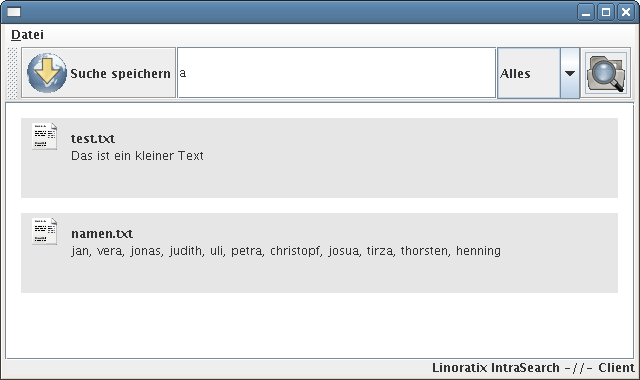 Datei
Suche speichern a Alles
test.txt
Das ist ein kleiner Text
namen.txt
jan, vera, jonas, judith, uli, petra, christopf, josua, tirza, thorsten, henning
Linoratix IntraSearch -//- Client